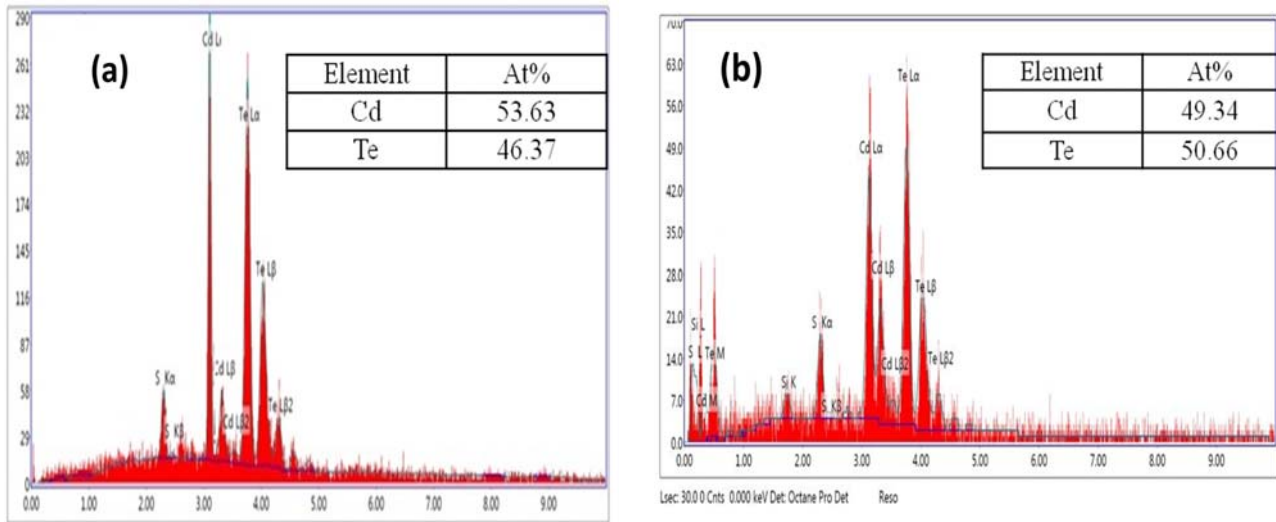 (a)
Element At%
Cd 53.63
Te 46.37
290
261
232
203
174
145
116
87
58
29
0
Te Lα
Te Lβ
S Kα
Cd Lβ
Te Lβ2
Cd Lβ2
S Kβ
0.00 1.00 2.00 3.00 4.00 5.00 6.00 7.00 8.00 9.00
(b)
Element At%
Cd 49.34
Te 50.66
70.0
63.0
56.0
49.0
42.0
35.0
28.0
21.0
14.0
7.0
0.0
Te Lα
Cd Lα
Cd Lβ
Te Lβ
Si L
S Kα
S L
Te M
Te Lβ2
Cd Lβ2
Si K
Cd M
S Kβ
0.00 1.00 2.00 3.00 4.00 5.00 6.00 7.00 8.00 9.00
Lsec: 30.0 0 Cnts 0.000 keV Det: Octane Pro Det Reso